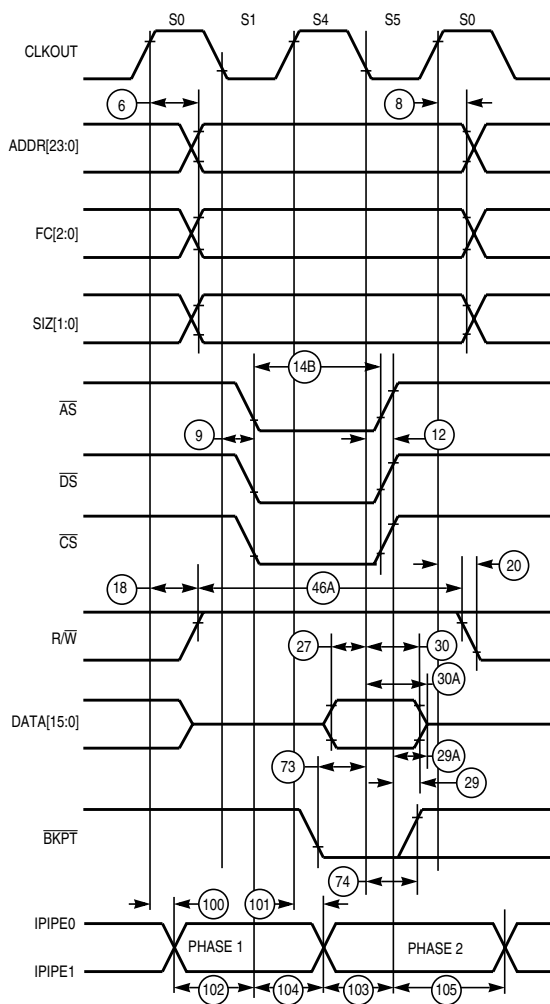 S0 S1 S4 S5 S0
CLKOUT
6 8
ADDR[23:0]
FC[2:0]
SIZ[1:0]
14B
AS
9 12
DS
CS
20
18 46A
R/W
27 30
30A
DATA[15:0]
29A
73
29
BKPT
74
100 101
IPIPE0
PHASE 1 PHASE 2
IPIPE1
102 104 103 105